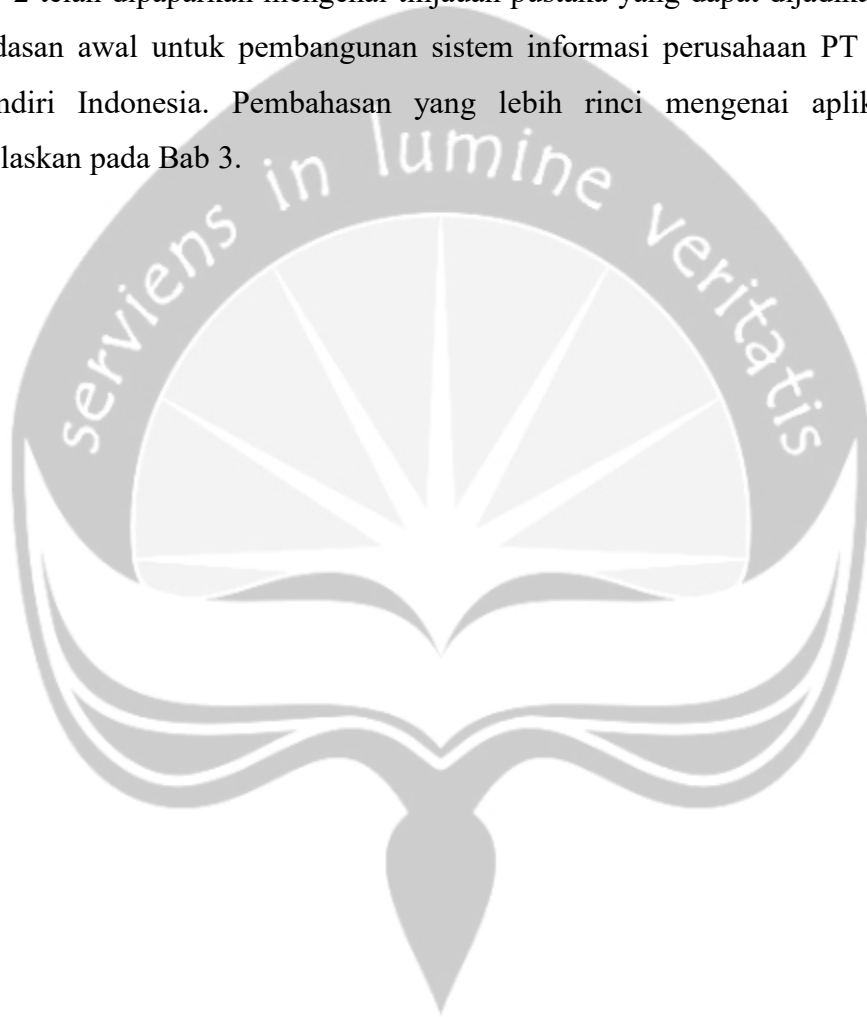 2 telah dipaparkan mengenai tinjauan pustaka yang dapat dijadika
dasan awal untuk pembangunan sistem informasi perusahaan PT
ndiri Indonesia. Pembahasan yang lebih rinci mengenai aplik
laskan pada Bab 3.
serviens in lumine veritatis